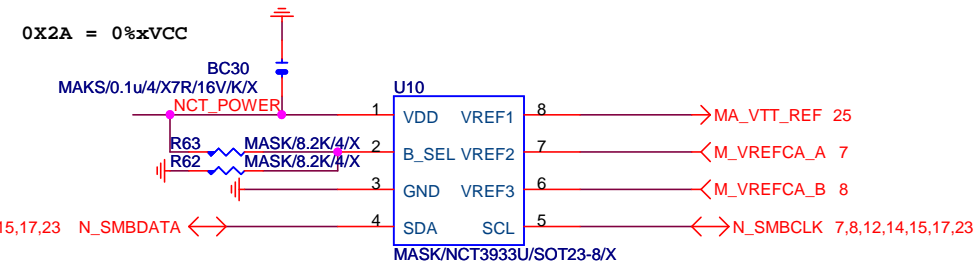 0X2A = 0%xVCC
BC30
MAKS/0.1u/4/X7R/16V/K/X
NCT_POWER
U10
1 VDD VREF1 8 MA_VTT_REF 25
R63 MASK/8.2K/4/X
2 B_SEL VREF2 7 M_VREFCA_A 7
R62 MASK/8.2K/4/X
3 GND VREF3 6 M_VREFCA_B 8
15,17,23 N_SMBDATA 4 SDA SCL 5 N_SMBCLK 7,8,12,14,15,17,23
MASK/NCT3933U/SOT23-8/X